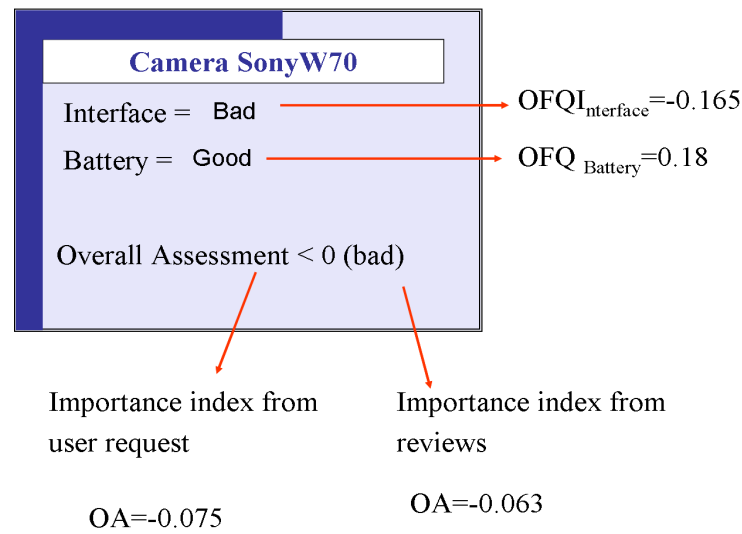 Camera SonyW70
Interface = Bad
OFQInterface=-0.165
Battery = Good
OFQ Battery=0.18
Overall Assessment < 0 (bad)
Importance index from
user request
Importance index from
reviews
OA=-0.075
OA=-0.063